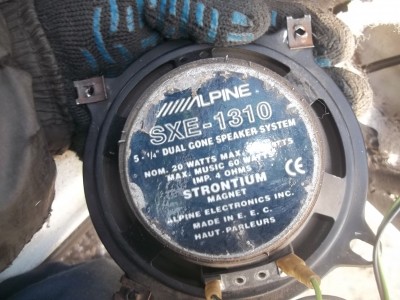 ALPINE
SXE-1310
5 1/4" DUAL CONE SPEAKER SYSTEM
NOM. 20 WATTS MAX.
MAX. MUSIC 60 WATTS
IMP. 4 OHMS
CE
STRONTIUM
MAGNET
ALPINE ELECTRONICS INC.
MADE IN E.E.C.
HAUT-PARLEURS